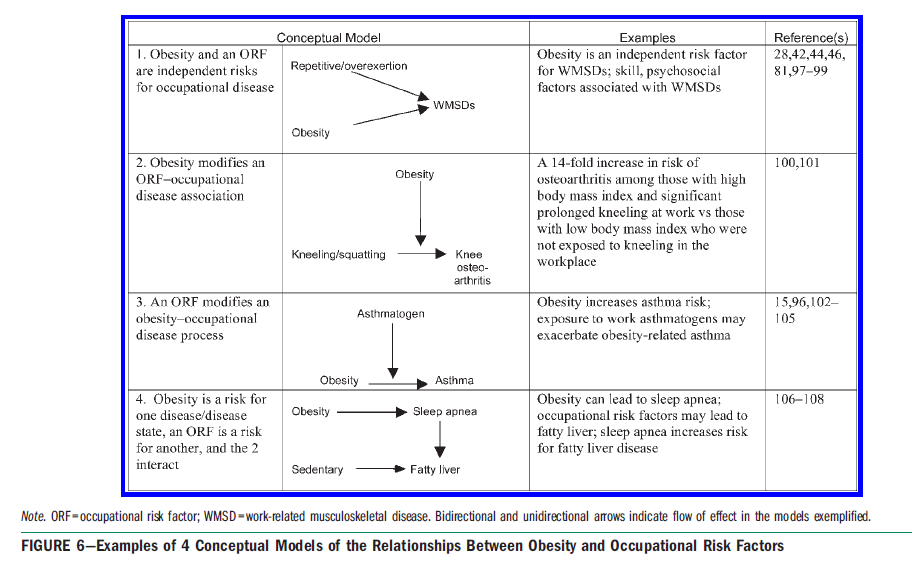 Conceptual Model Examples Reference(s)
1. Obesity and an ORF
are independent risks
for occupational disease
Repetitive/overexertion
WMSDs
Obesity
Obesity is an independent risk factor
for WMSDs; skill, psychosocial
factors associated with WMSDs
28,42,44,46,
81,97–99
2. Obesity modifies an
ORF–occupational
disease association
Obesity
Kneeling/squatting
Knee
osteo-
arthritis
A 14-fold increase in risk of
osteoarthritis among those with high
body mass index and significant
prolonged kneeling at work vs those
with low body mass index who were
not exposed to kneeling in the
workplace
100,101
3. An ORF modifies an
obesity–occupational
disease process
Asthmatogen
Obesity
Asthma
Obesity increases asthma risk;
exposure to work asthmatogens may
exacerbate obesity-related asthma
15,96,102–
105
4. Obesity is a risk for
one disease/disease
state, an ORF is a risk
for another, and the 2
interact
Obesity
Sleep apnea
Sedentary
Fatty liver
Obesity can lead to sleep apnea;
occupational risk factors may lead to
fatty liver; sleep apnea increases risk
for fatty liver disease
106–108
Note. ORF=occupational risk factor; WMSD=work-related musculoskeletal disease. Bidirectional and unidirectional arrows indicate flow of effect in the models exemplified.
FIGURE 6—Examples of 4 Conceptual Models of the Relationships Between Obesity and Occupational Risk Factors